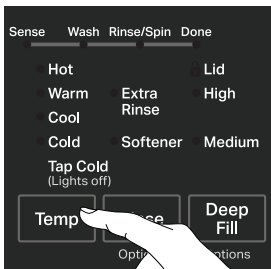 Sense Wash Rinse/Spin Done
Hot Lid
Warm Extra Rinse High
Cool
Cold Softener Medium
Tap Cold
(Lights off)
Temp Deep Fill